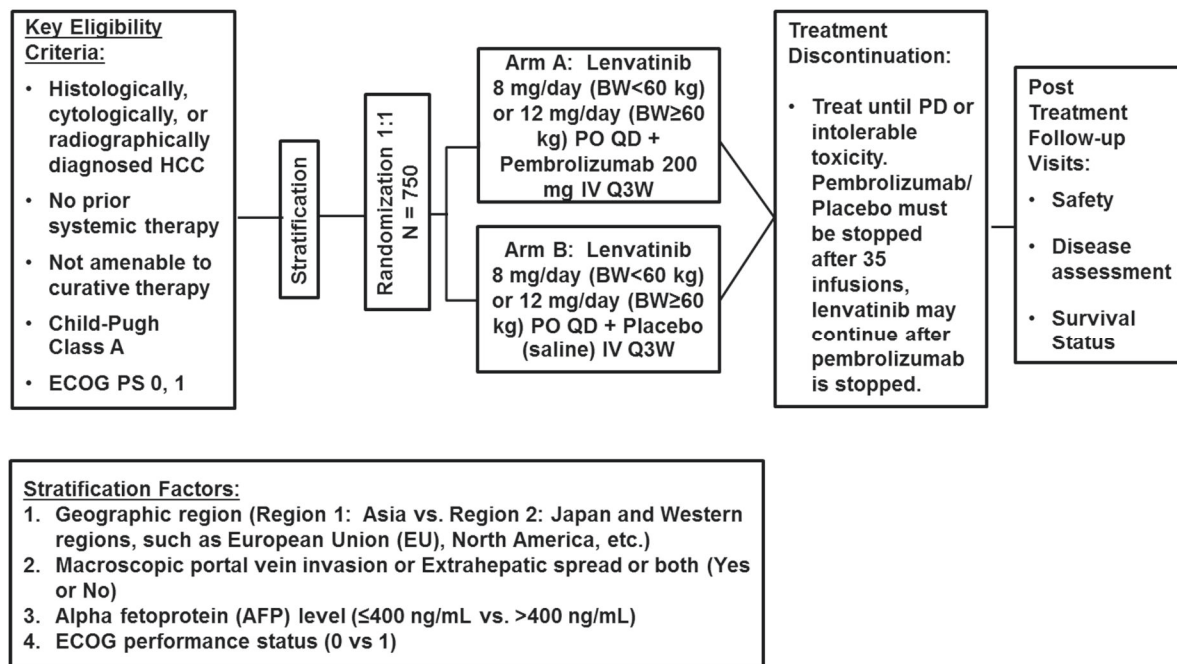 Key Eligibility
Criteria:
• Histologically,
cytologically, or
radiographically
diagnosed HCC
• No prior
systemic therapy
• Not amenable to
curative therapy
• Child-Pugh
Class A
• ECOG PS 0, 1
Stratification
Randomization 1:1
N = 750
Arm A: Lenvatinib
8 mg/day (BW<60 kg)
or 12 mg/day (BW≥60
kg) PO QD +
Pembrolizumab 200
mg IV Q3W
Arm B: Lenvatinib
8 mg/day (BW<60 kg)
or 12 mg/day (BW≥60
kg) PO QD + Placebo
(saline) IV Q3W
Treatment
Discontinuation:
• Treat until PD or
intolerable
toxicity.
Pembrolizumab/
Placebo must
be stopped
after 35
infusions,
lenvatinib may
continue after
pembrolizumab
is stopped.
Post
Treatment
Follow-up
Visits:
• Safety
• Disease
assessment
• Survival
Status
Stratification Factors:
1. Geographic region (Region 1: Asia vs. Region 2: Japan and Western
regions, such as European Union (EU), North America, etc.)
2. Macroscopic portal vein invasion or Extrahepatic spread or both (Yes
or No)
3. Alpha fetoprotein (AFP) level (≤400 ng/mL vs. >400 ng/mL)
4. ECOG performance status (0 vs 1)